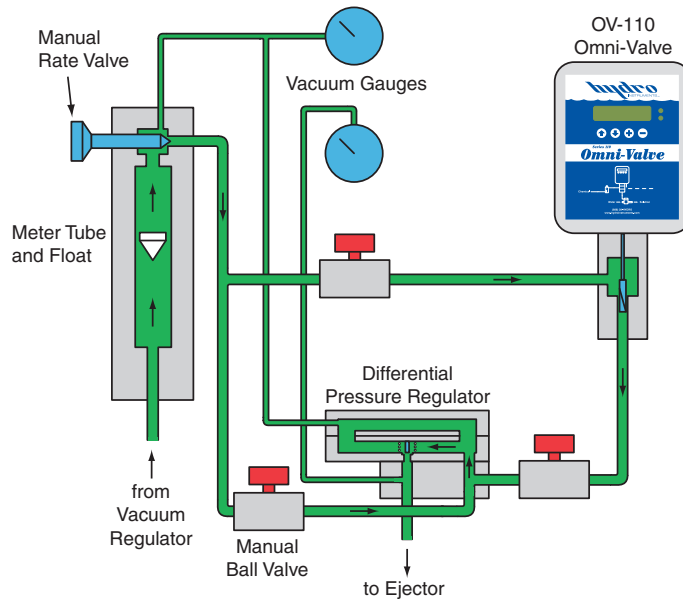 Manual
Rate Valve
Vacuum Gauges
OV-110
Omni-Valve
hydro
Omni-Valve
Meter Tube
and Float
Differential
Pressure Regulator
from
Vacuum
Regulator
Manual
Ball Valve
to Ejector